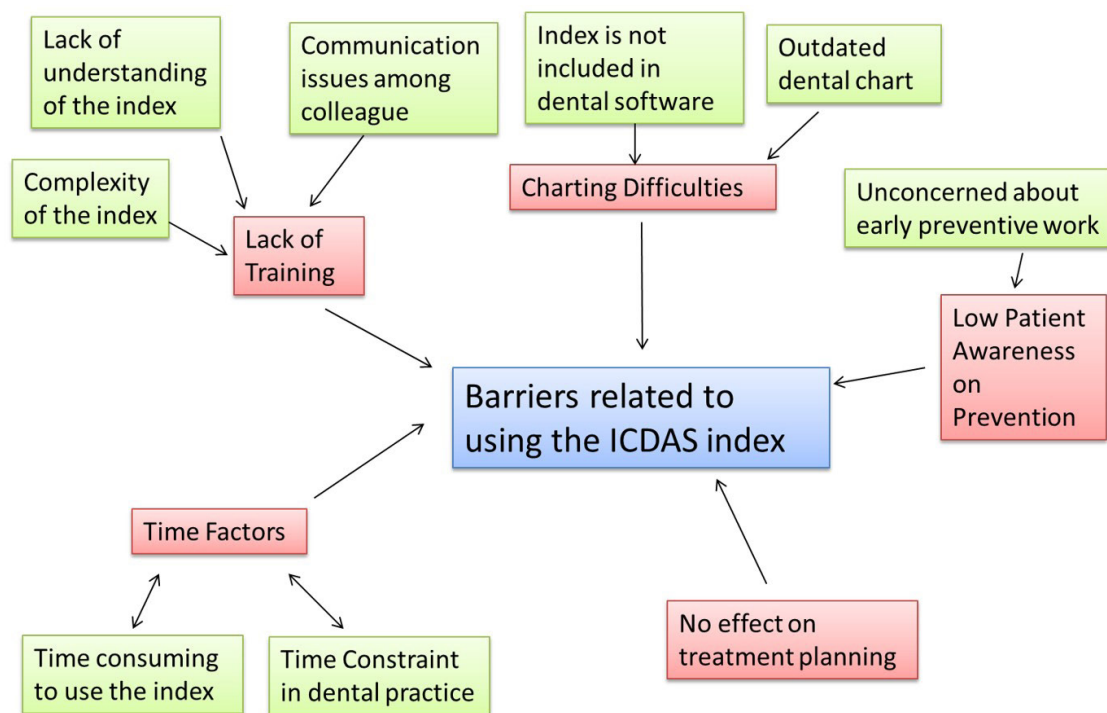 Lack of
understanding
of the index
Communication
issues among
colleague
Index is not
included in
dental software
Outdated
dental chart
Complexity
of the index
Charting Difficulties
Unconcerned about
early preventive work
Lack of
Training
Low Patient
Awareness
on
Prevention
Barriers related to
using the ICDAS index
Time Factors
No effect on
treatment planning
Time consuming
to use the index
Time Constraint
in dental practice